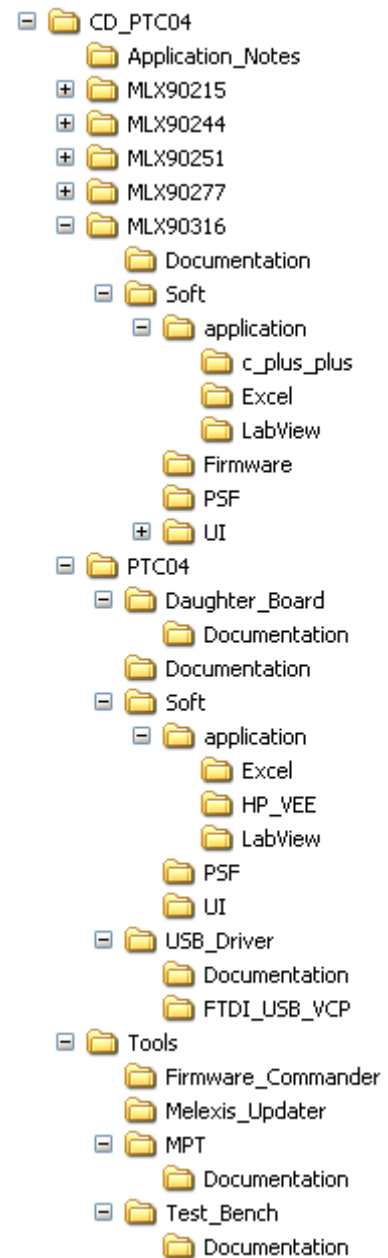 CD_PTC04
Application_Notes
MLX90215
MLX90244
MLX90251
MLX90277
MLX90316
Documentation
Soft
application
c_plus_plus
Excel
LabView
Firmware
PSF
UI
PTC04
Daughter_Board
Documentation
Documentation
Soft
application
Excel
HP_VEE
LabView
PSF
UI
USB_Driver
Documentation
FTDI_USB_VCP
Tools
Firmware_Commander
Melexis_Updater
MPT
Documentation
Test_Bench
Documentation